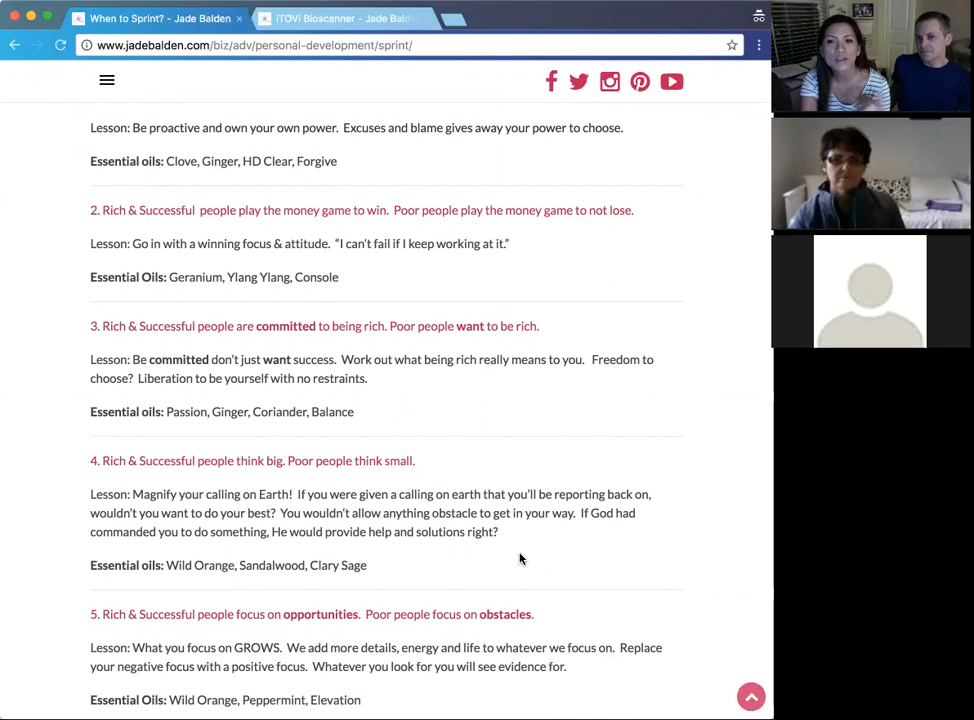 When to Sprint? - Jade Balden
iTOVi Bioscanner - Jade Balde
www.jadebalden.com/biz/adv/personal-development/sprint/
Lesson: Be proactive and own your own power. Excuses and blame gives away your power to choose.
Essential oils: Clove, Ginger, HD Clear, Forgive
2. Rich & Successful people play the money game to win. Poor people play the money game to not lose.
Lesson: Go in with a winning focus & attitude. “I can’t fail if I keep working at it.”
Essential Oils: Geranium, Ylang Ylang, Console
3. Rich & Successful people are committed to being rich. Poor people want to be rich.
Lesson: Be committed don’t just want success. Work out what being rich really means to you. Freedom to
choose? Liberation to be yourself with no restraints.
Essential oils: Passion, Ginger, Coriander, Balance
4. Rich & Successful people think big. Poor people think small.
Lesson: Magnify your calling on Earth! If you were given a calling on earth that you’ll be reporting back on,
wouldn’t you want to do your best? You wouldn’t allow anything obstacle to get in your way. If God had
commanded you to do something, He would provide help and solutions right?
Essential oils: Wild Orange, Sandalwood, Clary Sage
5. Rich & Successful people focus on opportunities. Poor people focus on obstacles.
Lesson: What you focus on GROWS. We add more details, energy and life to whatever we focus on. Replace
your negative focus with a positive focus. Whatever you look for you will see evidence for.
Essential Oils: Wild Orange, Peppermint, Elevation